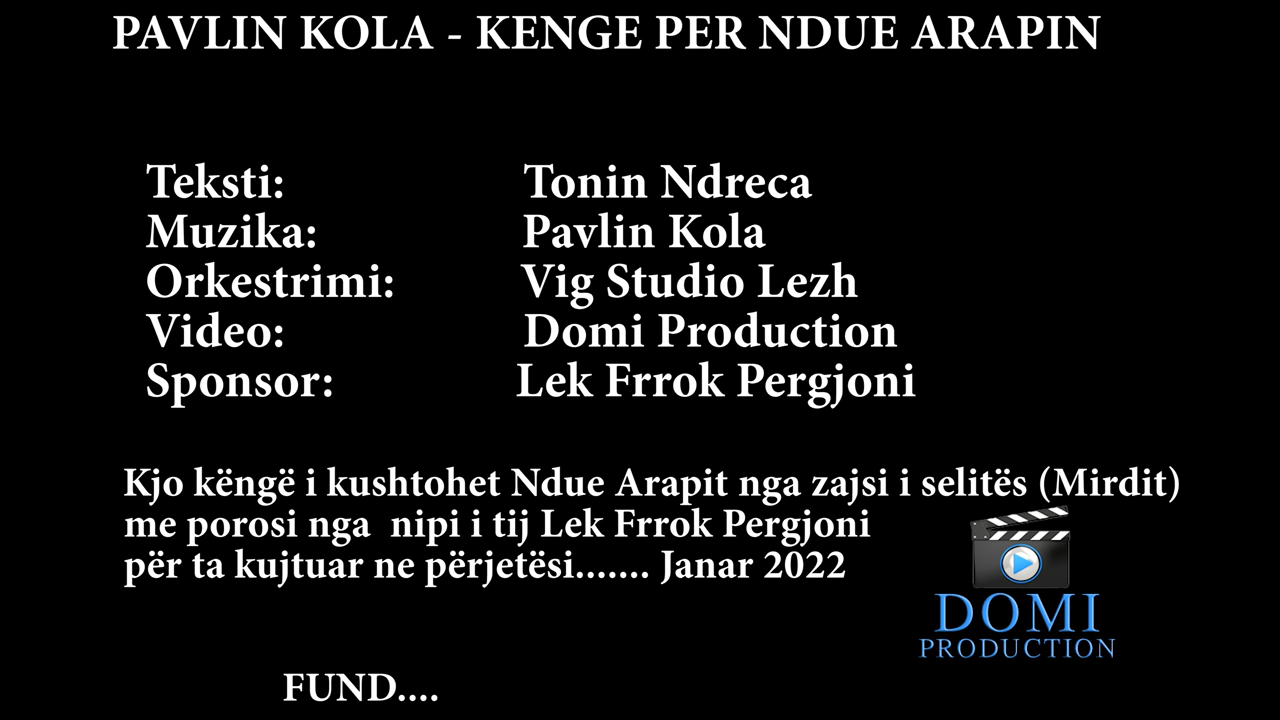 PAVLIN KOLA - KENGE PER NDUE ARAPIN
Teksti: Tonin Ndreca
Muzika: Pavlin Kola
Orkestrimi: Vig Studio Lezh
Video: Domi Production
Sponsor: Lek Frrok Pergjoni
Kjo këngë i kushtohet Ndue Arapit nga zajsi i selitës (Mirdit)
me porosi nga nipi i tij Lek Frrok Pergjoni
për ta kujtuar ne përjetësi....... Janar 2022
DOMI
PRODUCTION
FUND....